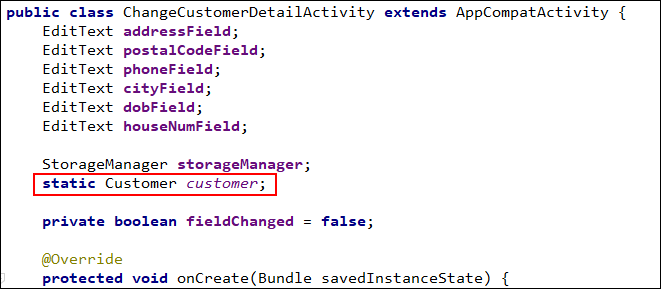 public class ChangeCustomerDetailActivity extends AppCompatActivity {
EditText addressField;
EditText postalCodeField;
EditText phoneField;
EditText cityField;
EditText dobField;
EditText houseNumField;
StorageManager storageManager;
static Customer customer;
private boolean fieldChanged = false;
@Override
protected void onCreate(Bundle savedInstanceState) {